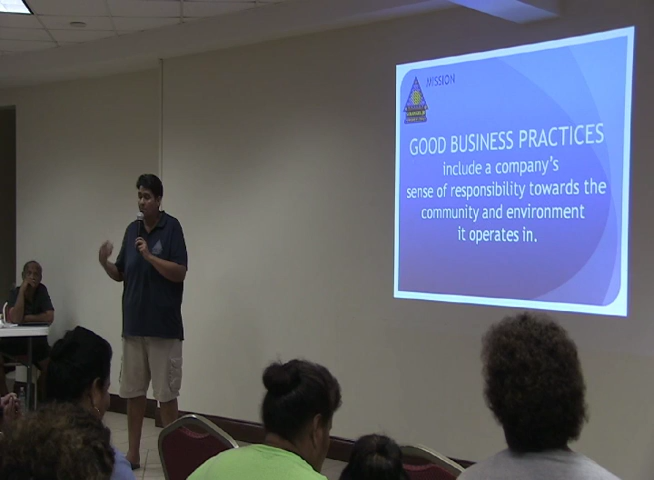 MISSION
GOOD BUSINESS PRACTICES
include a company's
sense of responsibility towards the
community and environment
it operates in.